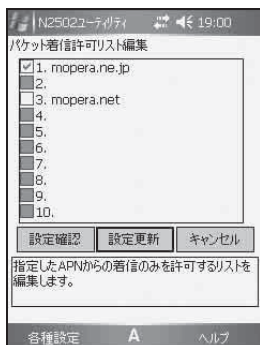 N2502ユーティリティ 19:00
パケット着信許可リスト編集
1. mopera.ne.jp
2.
3. mopera.net
4.
5.
6.
7.
8.
9.
10.
設定確認 設定更新 キャンセル
指定したAPNからの着信のみを許可するリストを
編集します。
各種設定 A ヘルプ